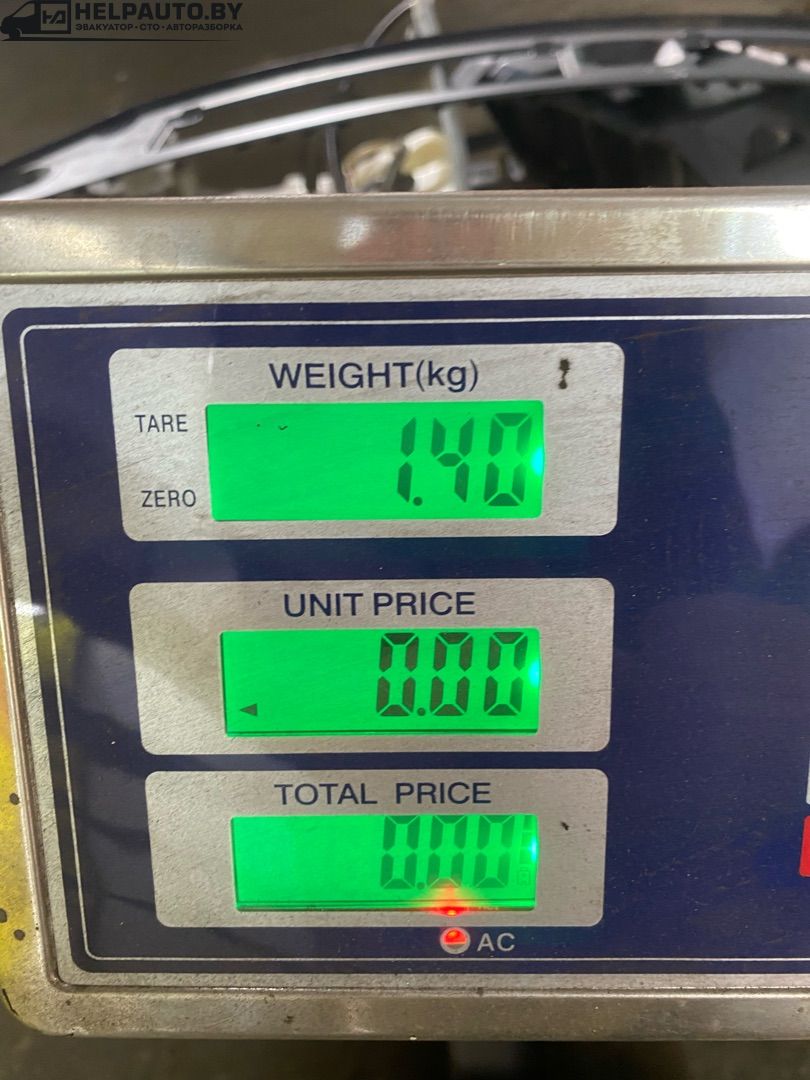 HELPAUTO.BY
ЭВАКУАТОР · СТО · АВТОРАЗБОРКА
WEIGHT(kg)
TARE
1.40
ZERO
UNIT PRICE
0.00
TOTAL PRICE
0.00
AC